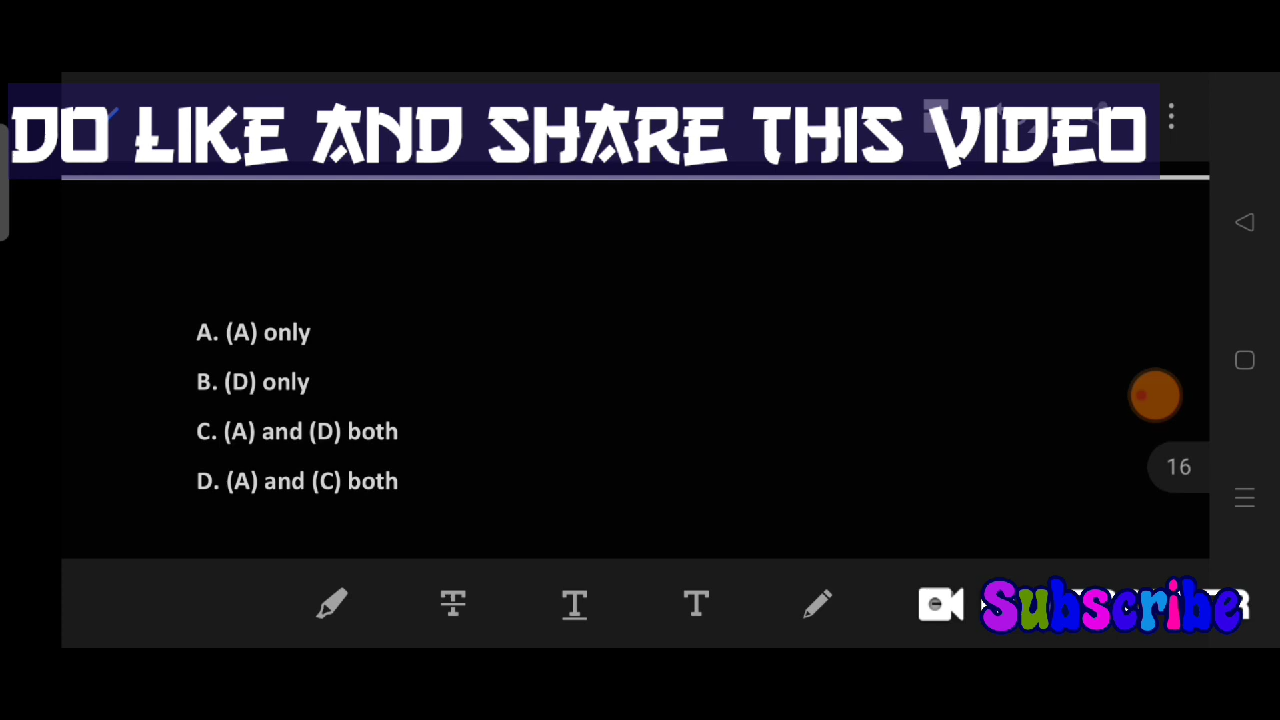 DO LIKE AND SHARE THIS VIDEO
A. (A) only
B. (D) only
C. (A) and (D) both
D. (A) and (C) both
16
T T T
Subscribe